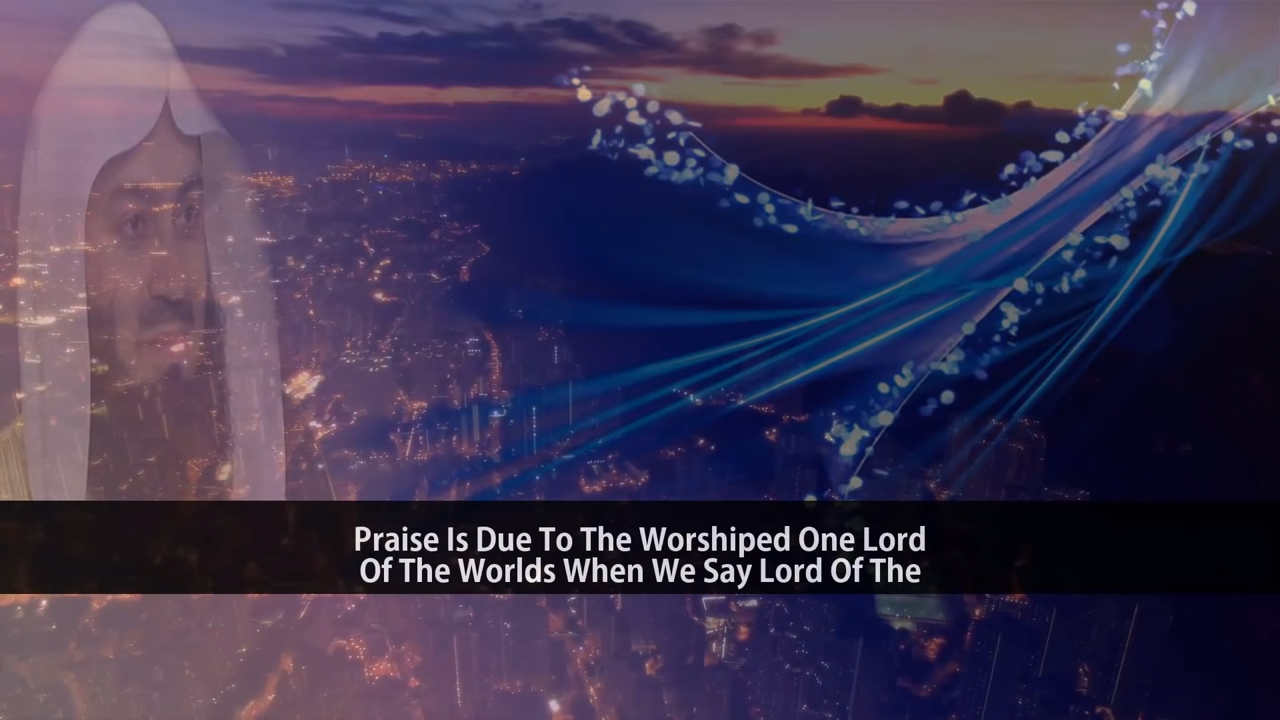 Praise Is Due To The Worshiped One Lord
Of The Worlds When We Say Lord Of The